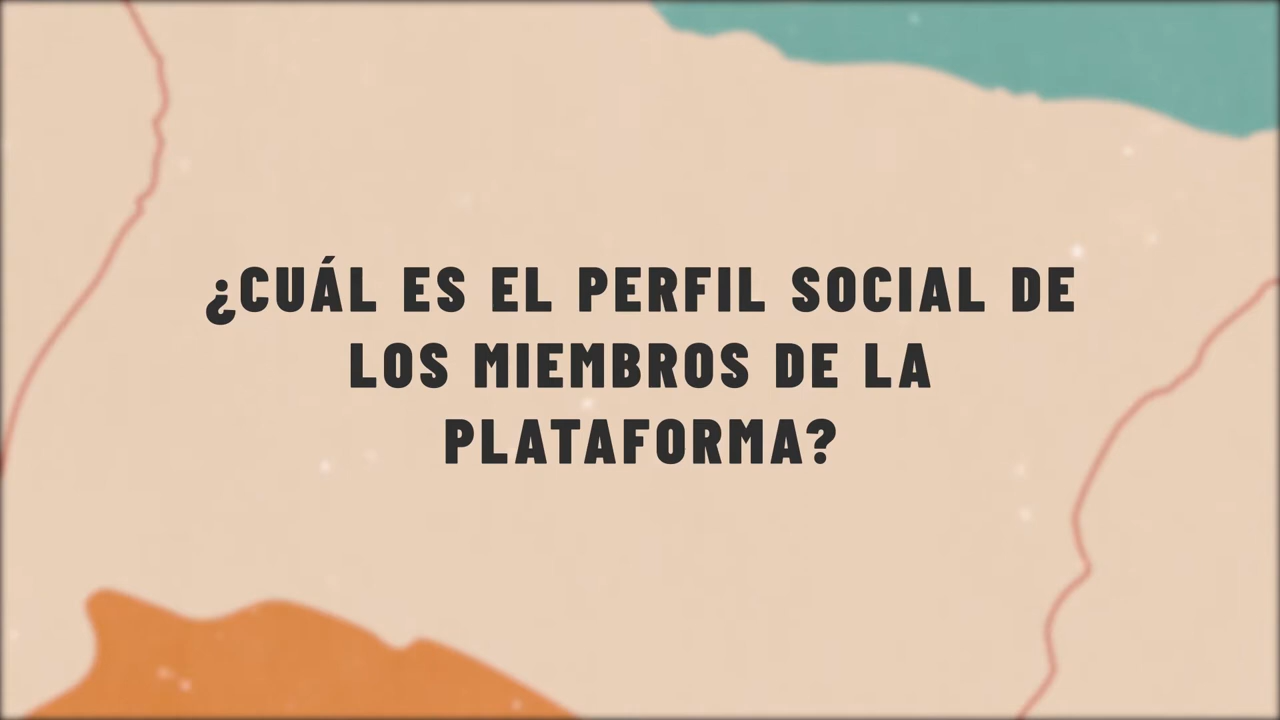 ¿CUÁL ES EL PERFIL SOCIAL DE
LOS MIEMBROS DE LA
PLATAFORMA?